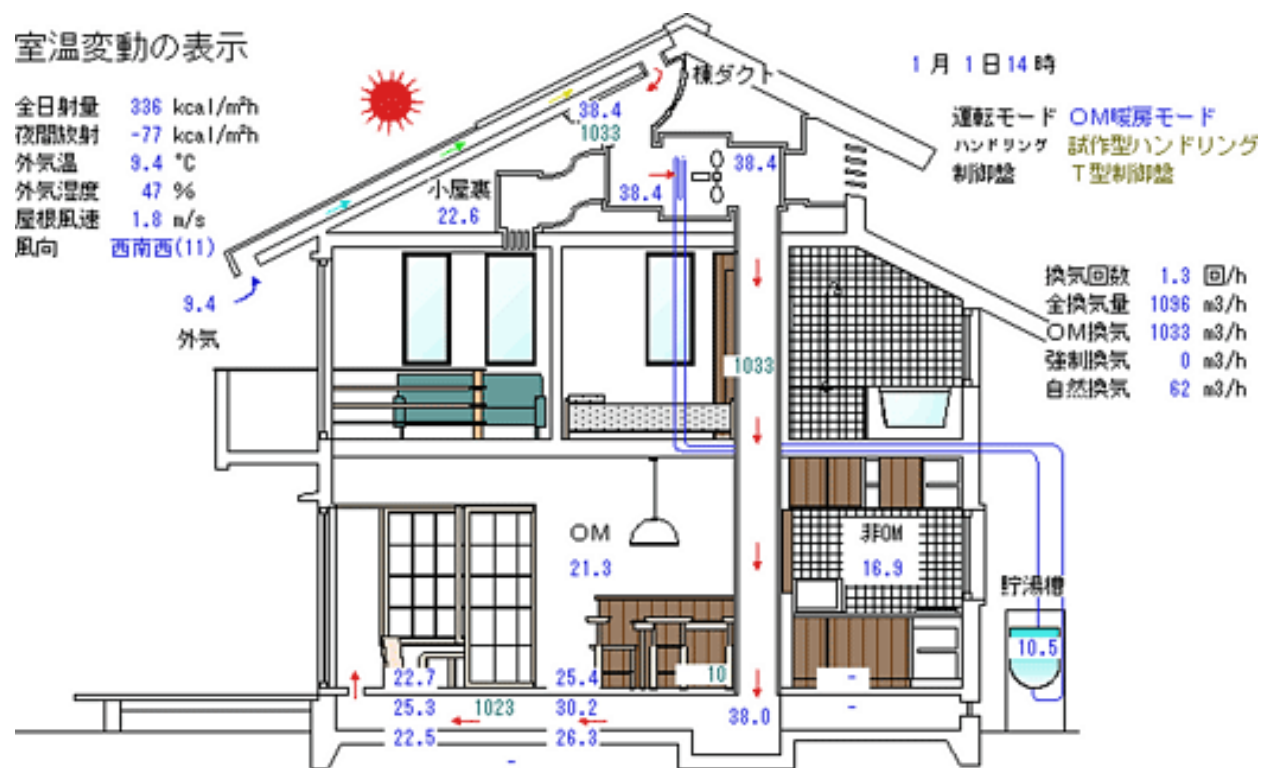 室温変動の表示
1月 1日14時
全日射量 336 kcal/m²h
夜間放射 -77 kcal/m²h
外気温 9.4 °C
外気湿度 47 %
屋根風速 1.8 m/s
風向 西南西(11)
運転モード OM暖房モード
ハンドリング 試作型ハンドリング
制御盤 T型制御盤
棟ダクト
38.4
1033
38.4
38.4
小屋裏
22.6
9.4
外気
換気回数 1.3 回/h
全換気量 1096 m3/h
OM換気 1033 m3/h
強制換気 0 m3/h
自然換気 62 m3/h
1033
OM
21.3
非OM
16.9
貯湯槽
10.5
22.7 25.4 10 -
25.3 1023 30.2 38.0 -
22.5 26.3
-